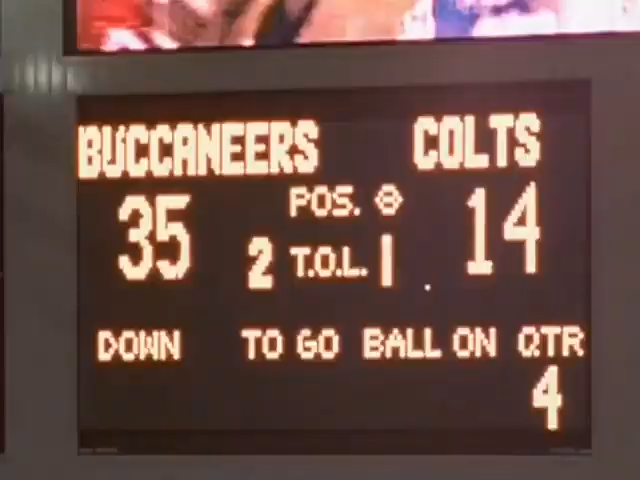 BUCCANEERS COLTS
35 POS. 14
2 T.O.L. 1
DOWN TO GO BALL ON QTR
4